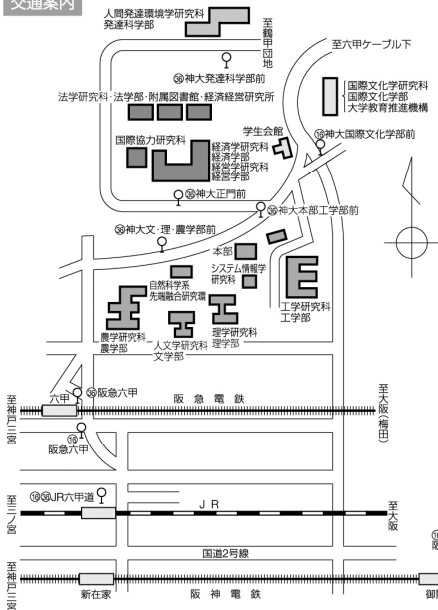 交通案内
人間発達環境学研究科
発達科学部
至鶴甲団地
至六甲ケーブル下
㊱神大発達科学部前
法学研究科・法学部・附属図書館・経済経営研究所
国際文化学研究科
国際文化学部
大学教育推進機構
学生会館
⑯神大国際文化学部前
国際協力研究科
経済学研究科
経済学部
経営学研究科
経営学部
㊱神大正門前
㊱神大本部工学部前
㊱神大文・理・農学部前
本部
システム情報学
研究科
自然科学系
先端融合研究環
工学研究科
工学部
農学研究科
農学部
人文学研究科
文学部
理学研究科
理学部
㊱阪急六甲
六甲
至神戸三宮
阪急電鉄
至大阪(梅田)
⑯
阪急六甲
⑯㊱JR六甲道
JR
至三ノ宮
至大阪
国道2号線
至神戸三宮
新在家
阪神電鉄
御
⑯